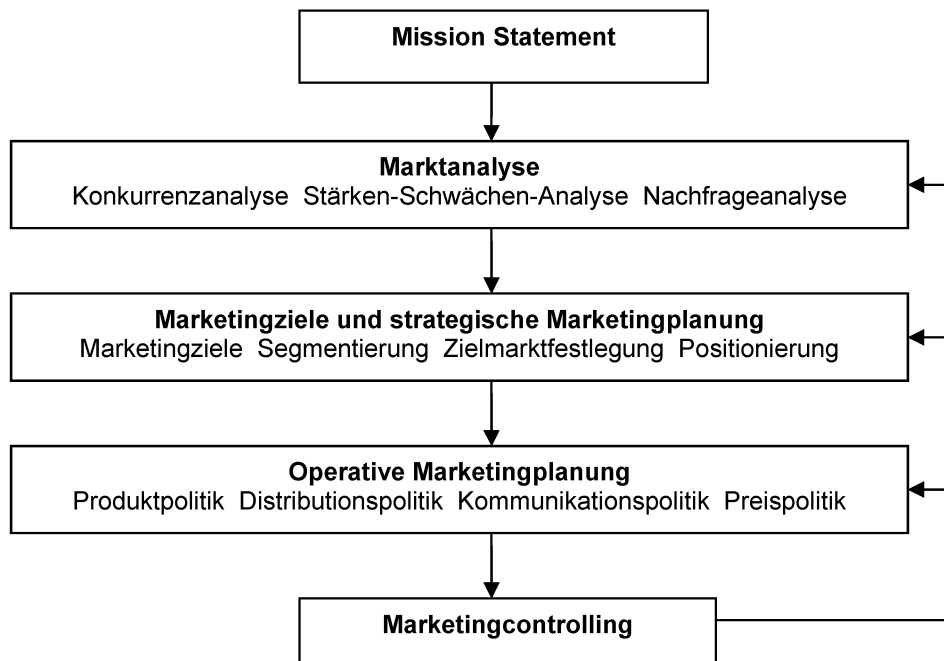 Mission Statement
Marktanalyse
Konkurrenzanalyse Stärken-Schwächen-Analyse Nachfrageanalyse
Marketingziele und strategische Marketingplanung
Marketingziele Segmentierung Zielmarktfestlegung Positionierung
Operative Marketingplanung
Produktpolitik Distributionspolitik Kommunikationspolitik Preispolitik
Marketingcontrolling